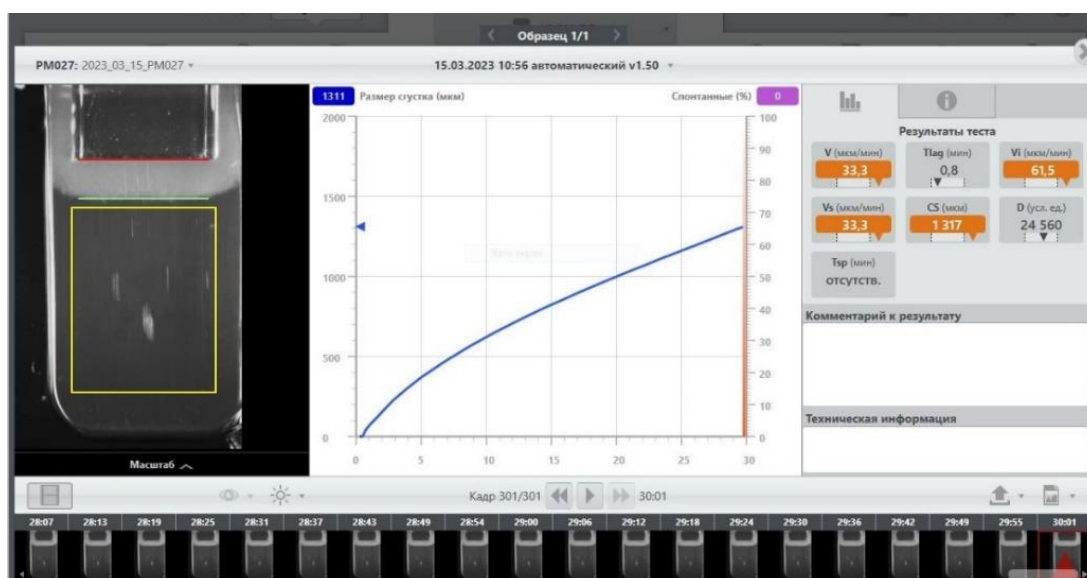 Образец 1/1
PM027: 2023_03_15_PM027
15.03.2023 10:56 автоматический v1.50
1311 Размер сгустка (мкм) Спонтанные (%) 0
2000
1500
1000
500
0
100
90
80
70
60
50
40
30
20
10
0
0 5 10 15 20 25 30
Масштаб
Результаты теста
V (мкм/мин) Tlag (мин) Vi (мкм/мин)
33,3 0,8 61,5
Vs (мкм/мин) CS (мкм) D (усл. ед.)
33,3 1 317 24 560
Tsp (мин)
отсутств.
Комментарий к результату
Техническая информация
Кадр 301/301 30:01
28:07 28:13 28:19 28:25 28:31 28:37 28:43 28:49 28:54 29:00 29:06 29:12 29:18 29:24 29:30 29:36 29:42 29:49 29:55 30:01